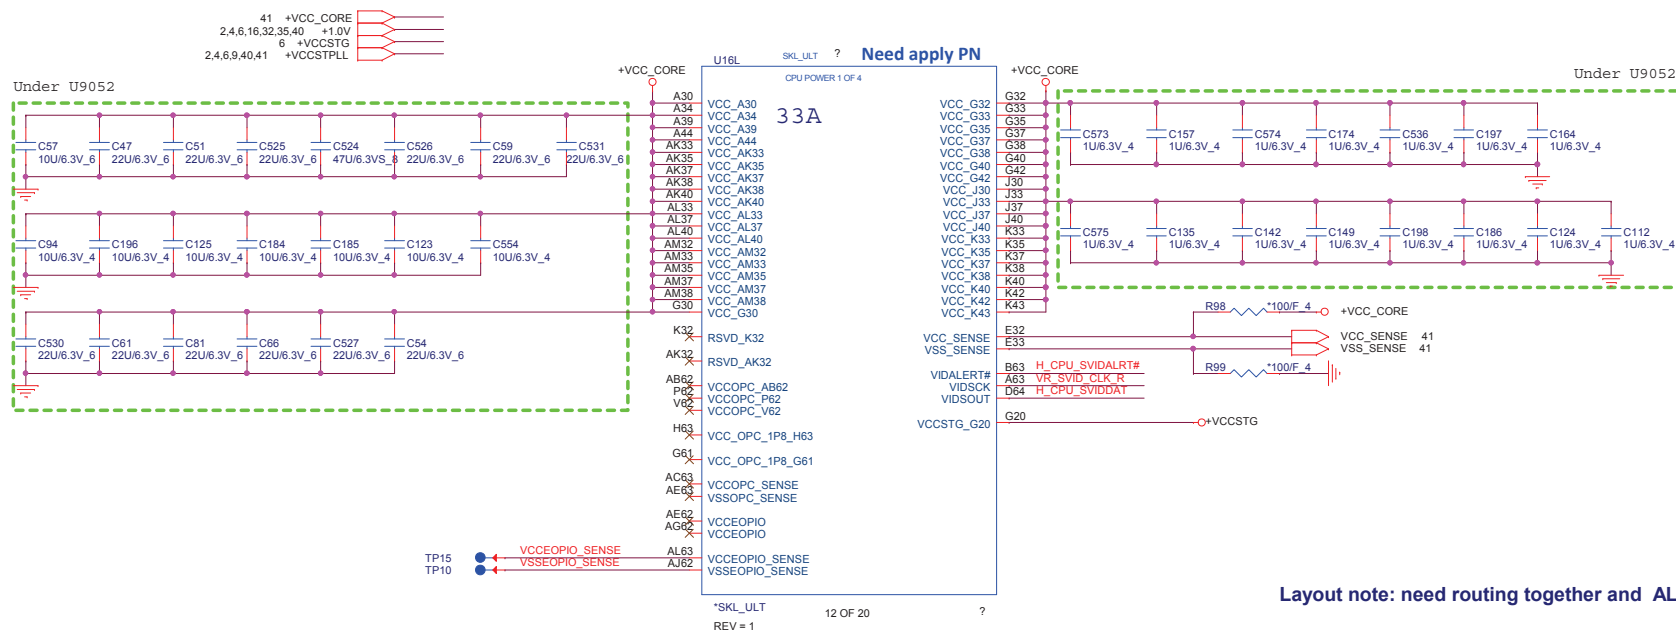 41 +VCC_CORE
2,4,6,16,32,35,40 +1.0V
6 +VCCSTG
2,4,6,9,40,41 +VCCSTPLL
U16L SKL_ULT ? Need apply PN
CPU POWER 1 OF 4
33A
+VCC_CORE
+VCC_CORE
Under U9052
Under U9052
C57 10U/6.3V_6
C47 22U/6.3V_6
C51 22U/6.3V_6
C525 22U/6.3V_6
C524 47U/6.3VS_8
C526 22U/6.3V_6
C59 22U/6.3V_6
C531 22U/6.3V_6
C94 10U/6.3V_4
C196 10U/6.3V_4
C125 10U/6.3V_4
C184 10U/6.3V_4
C185 10U/6.3V_4
C123 10U/6.3V_4
C554 10U/6.3V_4
C530 22U/6.3V_6
C61 22U/6.3V_6
C81 22U/6.3V_6
C66 22U/6.3V_6
C527 22U/6.3V_6
C54 22U/6.3V_6
A30 VCC_A30
A34 VCC_A34
A39 VCC_A39
A44 VCC_A44
AK33 VCC_AK33
AK35 VCC_AK35
AK37 VCC_AK37
AK38 VCC_AK38
AK40 VCC_AK40
AL33 VCC_AL33
AL37 VCC_AL37
AL40 VCC_AL40
AM32 VCC_AM32
AM33 VCC_AM33
AM35 VCC_AM35
AM37 VCC_AM37
AM38 VCC_AM38
G30 VCC_G30
K32 RSVD_K32
AK32 RSVD_AK32
AB62 VCCOPC_AB62
P62 VCCOPC_P62
V62 VCCOPC_V62
H63 VCC_OPC_1P8_H63
G61 VCC_OPC_1P8_G61
AC63 VCCOPC_SENSE
AE63 VSSOPC_SENSE
AE62 VCCEOPIO
AG62 VCCEOPIO
TP15 VCCEOPIO_SENSE AL63 VCCEOPIO_SENSE
TP10 VSSEOPIO_SENSE AJ62 VSSEOPIO_SENSE
VCC_G32 G32
VCC_G33 G33
VCC_G35 G35
VCC_G37 G37
VCC_G38 G38
VCC_G40 G40
VCC_G42 G42
VCC_J30 J30
VCC_J33 J33
VCC_J37 J37
VCC_J40 J40
VCC_K33 K33
VCC_K35 K35
VCC_K37 K37
VCC_K38 K38
VCC_K40 K40
VCC_K42 K42
VCC_K43 K43
VCC_SENSE E32
VSS_SENSE E33
VIDALERT# B63 H_CPU_SVIDALRT#
VIDSCK A63 VR_SVID_CLK_R
VIDSOUT D64 H_CPU_SVIDDAT
VCCSTG_G20 G20 +VCCSTG
C573 1U/6.3V_4
C157 1U/6.3V_4
C574 1U/6.3V_4
C174 1U/6.3V_4
C536 1U/6.3V_4
C197 1U/6.3V_4
C164 1U/6.3V_4
C575 1U/6.3V_4
C135 1U/6.3V_4
C142 1U/6.3V_4
C149 1U/6.3V_4
C198 1U/6.3V_4
C186 1U/6.3V_4
C124 1U/6.3V_4
C112 1U/6.3V_4
R98 *100/F_4 +VCC_CORE
VCC_SENSE 41
VSS_SENSE 41
R99 *100/F_4
*SKL_ULT 12 OF 20 ?
REV = 1
Layout note: need routing together and AL